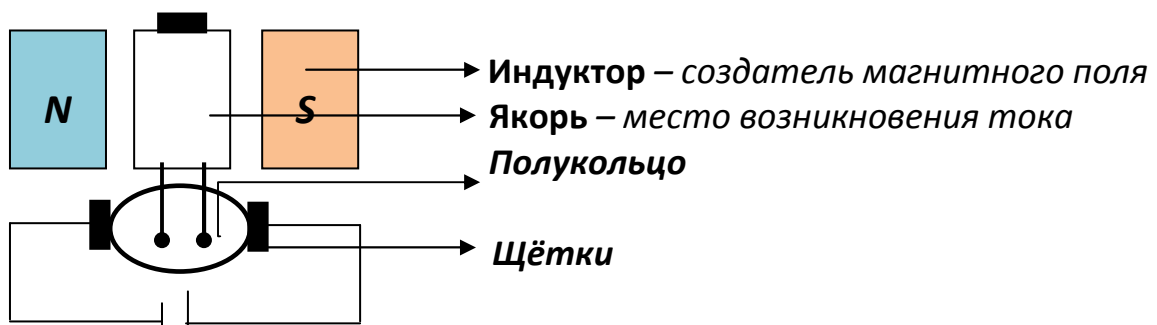 N
S
Индуктор – создатель магнитного поля
Якорь – место возникновения тока
Полукольцо
Щётки